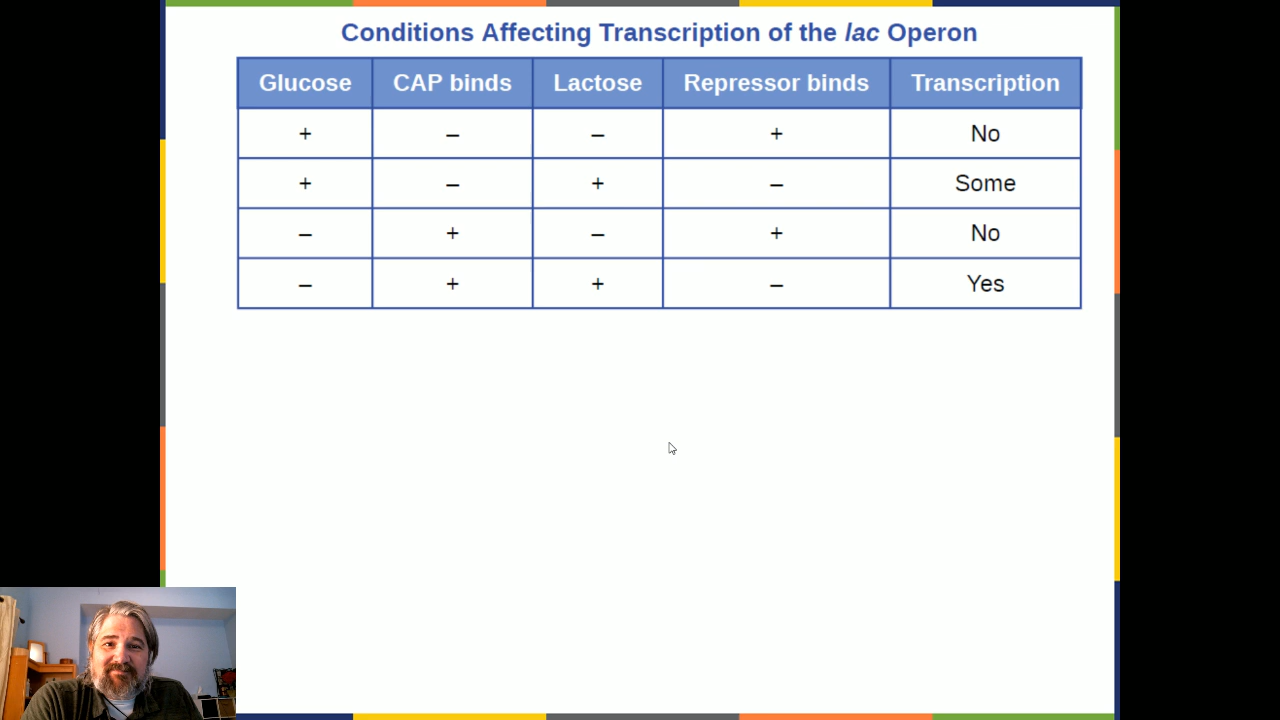 Conditions Affecting Transcription of the lac Operon
Glucose CAP binds Lactose Repressor binds Transcription
+ – – + No
+ – + – Some
– + – + No
– + + – Yes